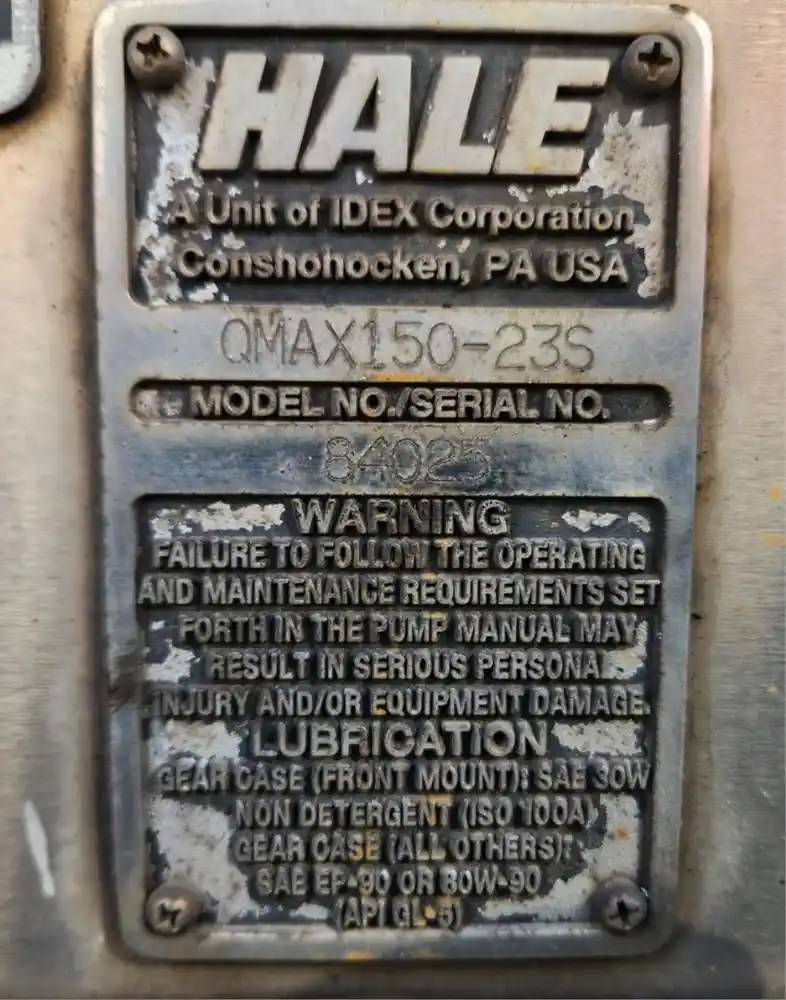 HALE
A Unit of IDEX Corporation
Conshohocken, PA USA
QMAX150-23S
MODEL NO./SERIAL NO.
84025
WARNING
FAILURE TO FOLLOW THE OPERATING
AND MAINTENANCE REQUIREMENTS SET
FORTH IN THE PUMP MANUAL MAY
RESULT IN SERIOUS PERSONAL
INJURY AND/OR EQUIPMENT DAMAGE.
LUBRICATION
GEAR CASE (FRONT MOUNT): SAE 30W
NON DETERGENT (ISO 100A)
GEAR CASE (ALL OTHERS):
SAE EP-90 OR 80W-90
(API GL-5)